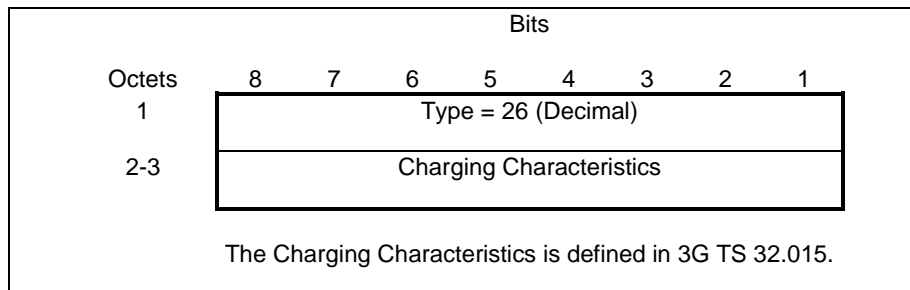 Bits
Octets 8 7 6 5 4 3 2 1
1 Type = 26 (Decimal)
2-3 Charging Characteristics
The Charging Characteristics is defined in 3G TS 32.015.